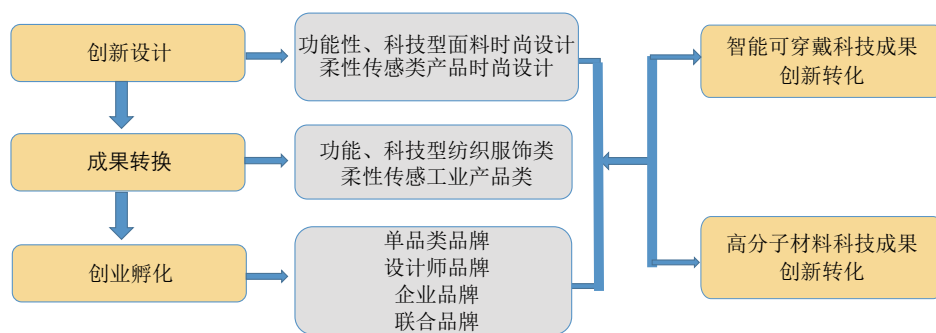 创新设计
功能性、科技型面料时尚设计
柔性传感类产品时尚设计
智能可穿戴科技成果
创新转化
成果转换
功能、科技型纺织服饰类
柔性传感工业产品类
创业孵化
单品类品牌
设计师品牌
企业品牌
联合品牌
高分子材料科技成果
创新转化